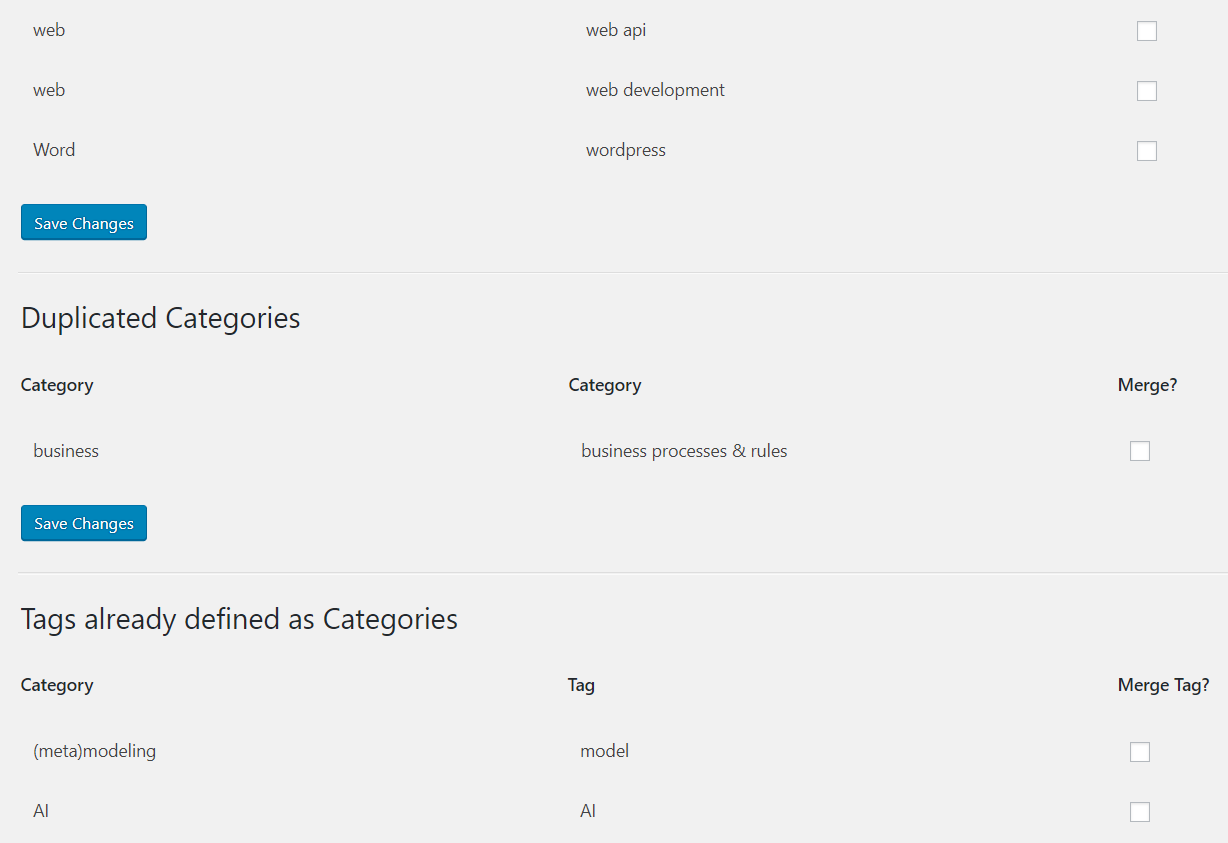 web web api
web web development
Word wordpress
Save Changes
Duplicated Categories
Category Category Merge?
business business processes & rules
Save Changes
Tags already defined as Categories
Category Tag Merge Tag?
(meta)modeling model
AI AI